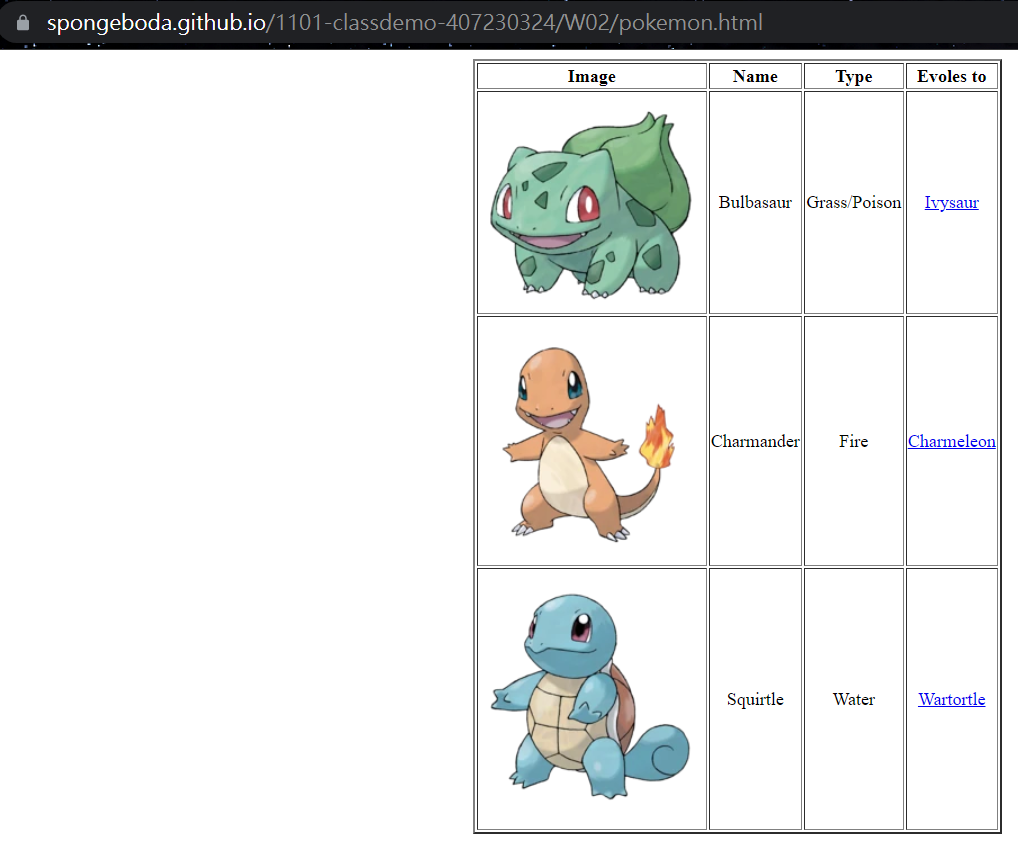 spongeboda.github.io/1101-classdemo-407230324/W02/pokemon.html
Image Name Type Evoles to
Bulbasaur Grass/Poison Ivysaur
Charmander Fire Charmeleon
Squirtle Water Wartortle